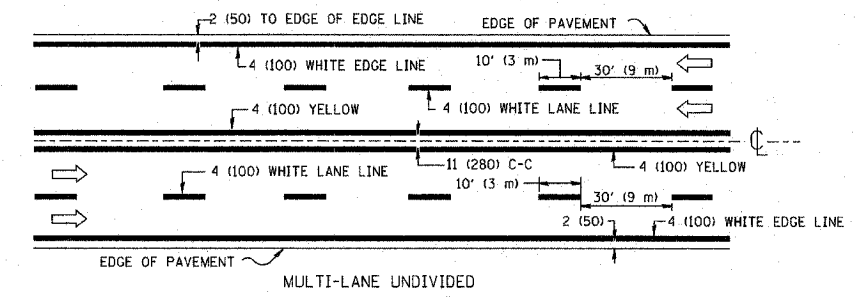 2 (50) TO EDGE OF EDGE LINE
EDGE OF PAVEMENT
4 (100) WHITE EDGE LINE
10' (3 m)
30' (9 m)
4 (100) YELLOW
4 (100) WHITE LANE LINE
℄
4 (100) WHITE LANE LINE
11 (280) C-C
4 (100) YELLOW
10' (3 m)
30' (9 m)
2 (50)
4 (100) WHITE EDGE LINE
EDGE OF PAVEMENT
MULTI-LANE UNDIVIDED